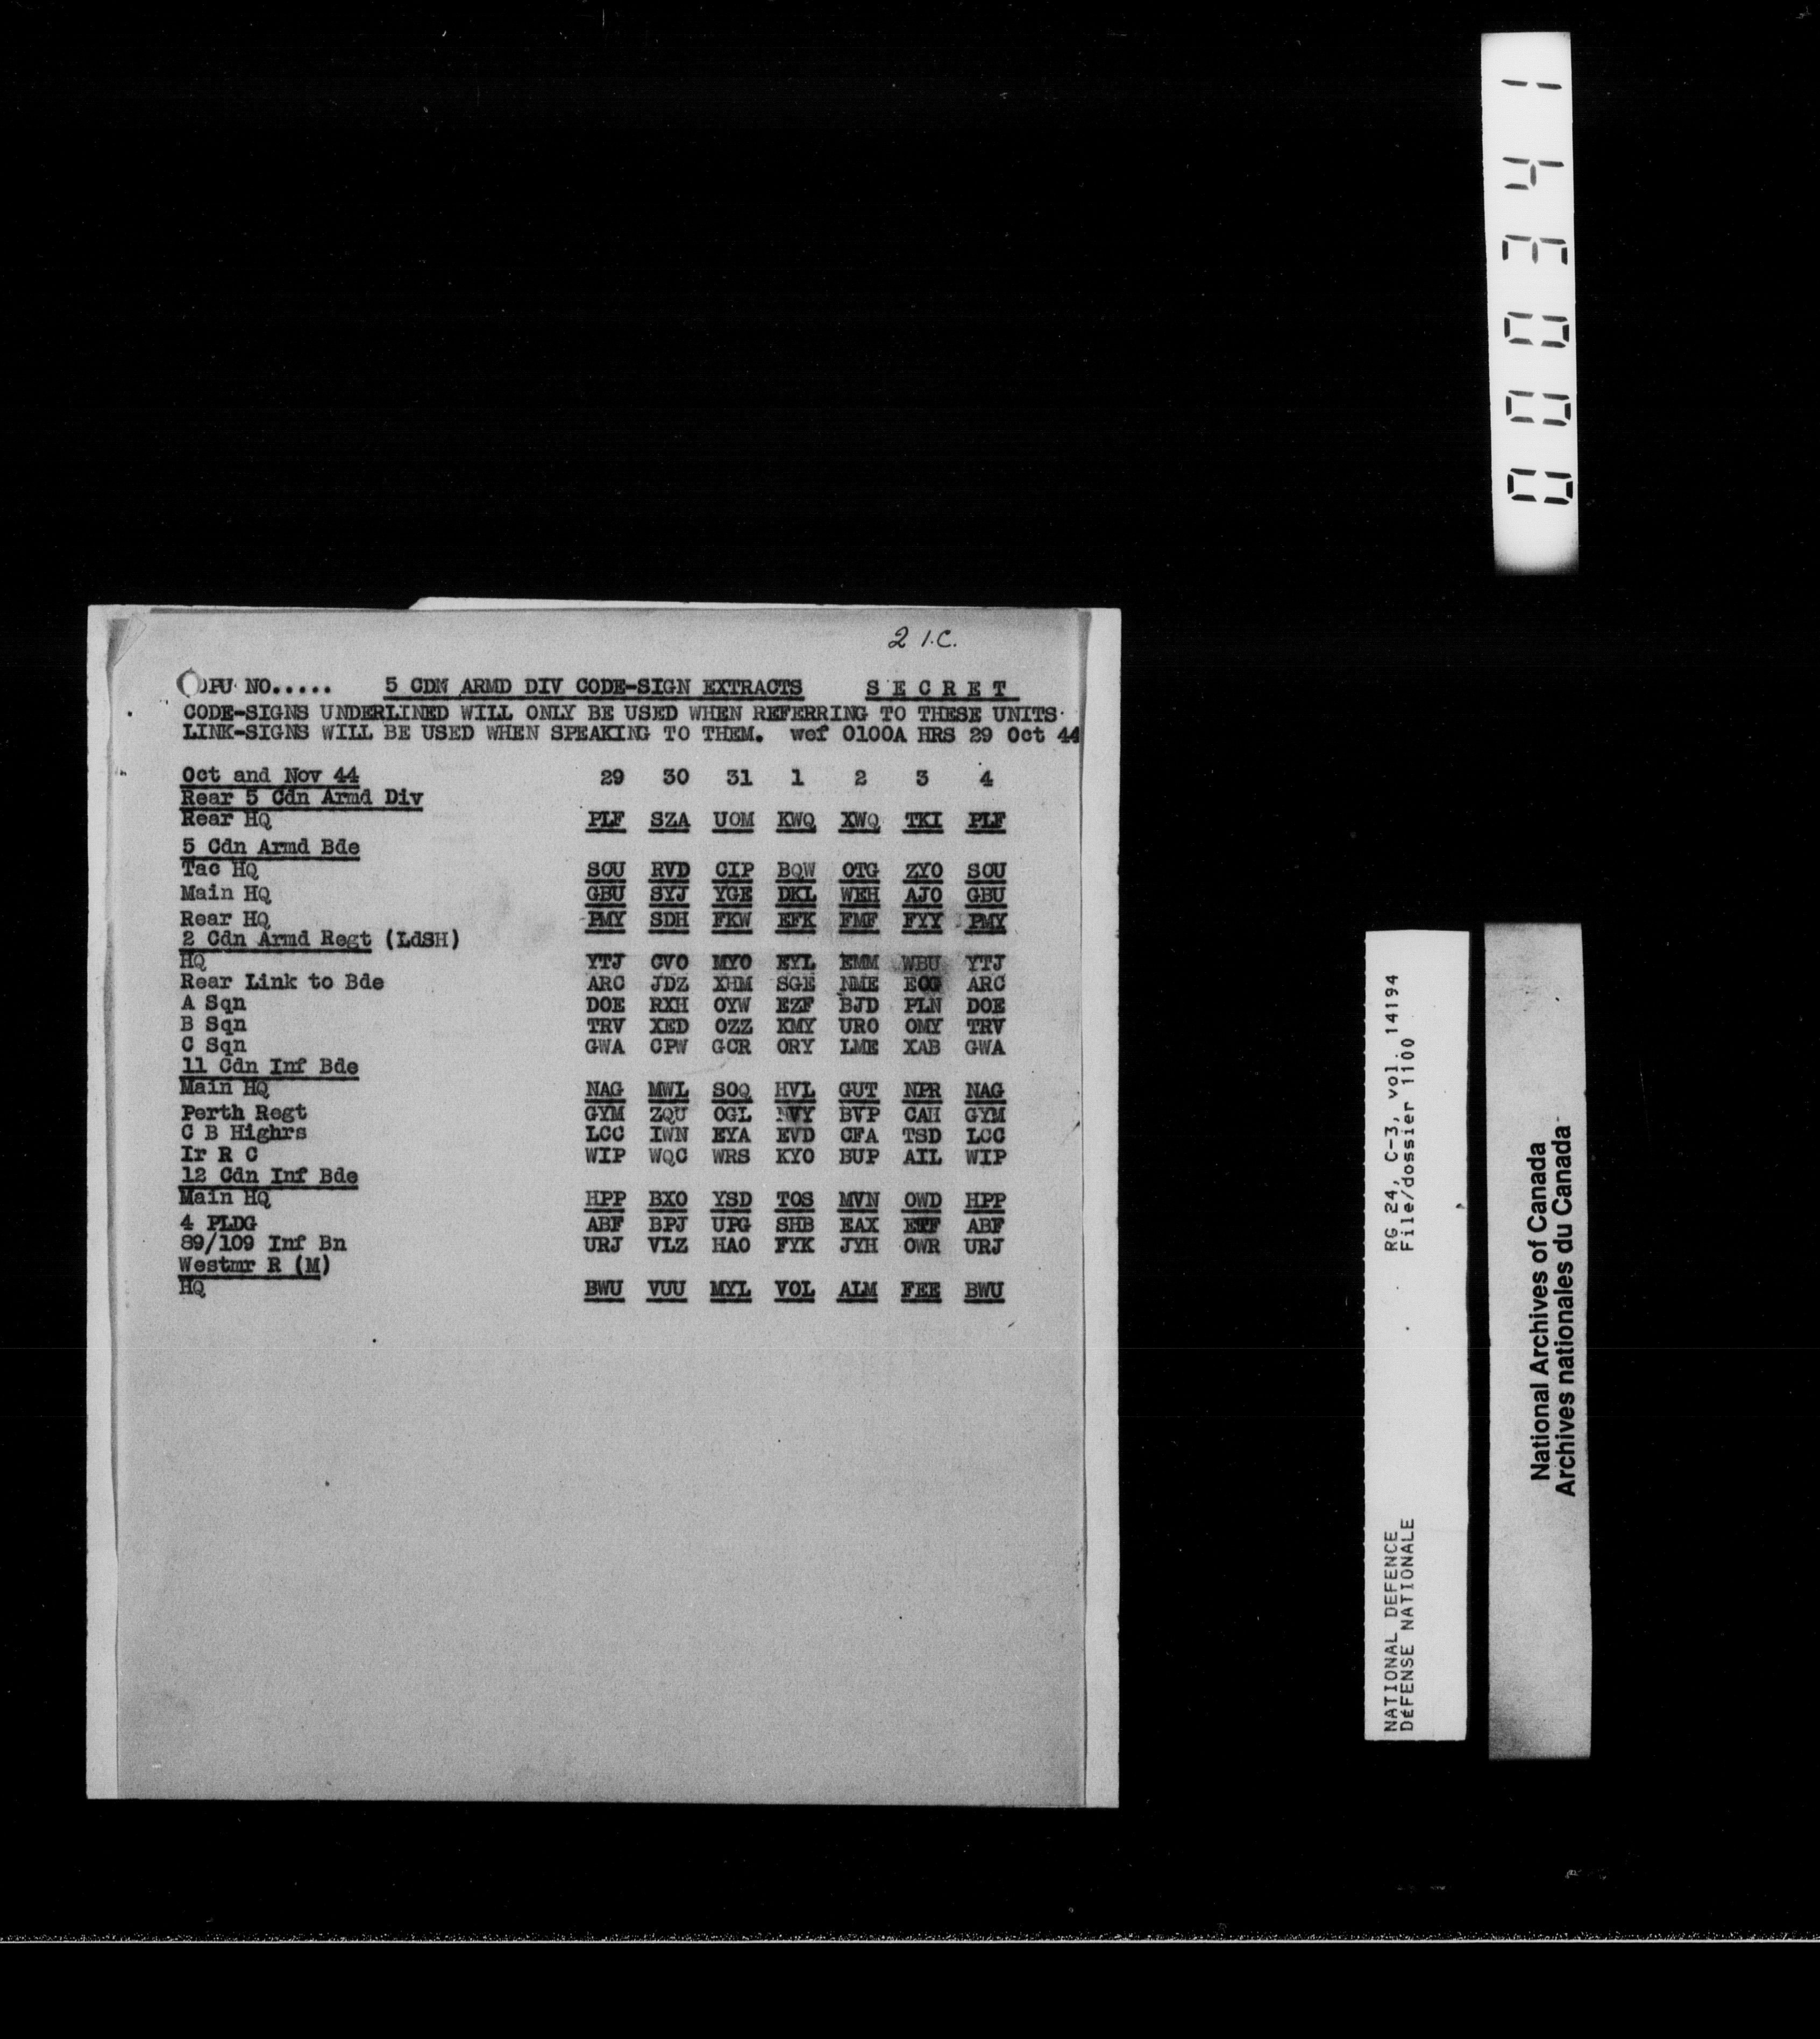 2 I.C.
OPU NO..... 5 CDN ARMD DIV CODE-SIGN EXTRACTS S E C R E T
CODE-SIGNS UNDERLINED WILL ONLY BE USED WHEN REFERRING TO THESE UNITS
LINK-SIGNS WILL BE USED WHEN SPEAKING TO THEM. wef 0100A HRS 29 Oct 44
Oct and Nov 44 29 30 31 1 2 3 4
Rear 5 Cdn Armd Div
Rear HQ PLF SZA UOM KWQ XWQ TKI PLF
5 Cdn Armd Bde
Tac HQ SOU RVD CIP BQW OTG ZYO SOU
Main HQ GBU SYJ YGE DKL WEH AJO GBU
Rear HQ PMY SDH FKW EFK FMF FYY PMY
2 Cdn Armd Regt (LdSH)
HQ YTJ CVO MYO EYL EMM WBU YTJ
Rear Link to Bde ARC JDZ XHM SGE NME ECG ARC
A Sqn DOE RXH OYW EZF BJD PLN DOE
B Sqn TRV XED OZZ KMY URO OMY TRV
C Sqn GWA CPW GCR ORY LME XAB GWA
11 Cdn Inf Bde
Main HQ NAG MWL SOQ HVL GUT NPR NAG
Perth Regt GYM ZQU OGL NVY BVP CAH GYM
C B Highrs LCC IWN EYA EVD CFA TSD LCC
Ir R C WIP WQC WRS KYO BUP AIL WIP
12 Cdn Inf Bde
Main HQ HPP BXO YSD TOS MVN OWD HPP
4 PLDG ABF BPJ UPG SHB EAX ABF
89/109 Inf Bn URJ VLZ HAO FYK JYH OWR URJ
Westmr R (M)
HQ BWU VUU MYL VOL ALM FEE BWU
000341
RG 24, C-3, vol. 14194
File/dossier 1100
NATIONAL DEFENCE
DÉFENSE NATIONALE
National Archives of Canada
Archives nationales du Canada